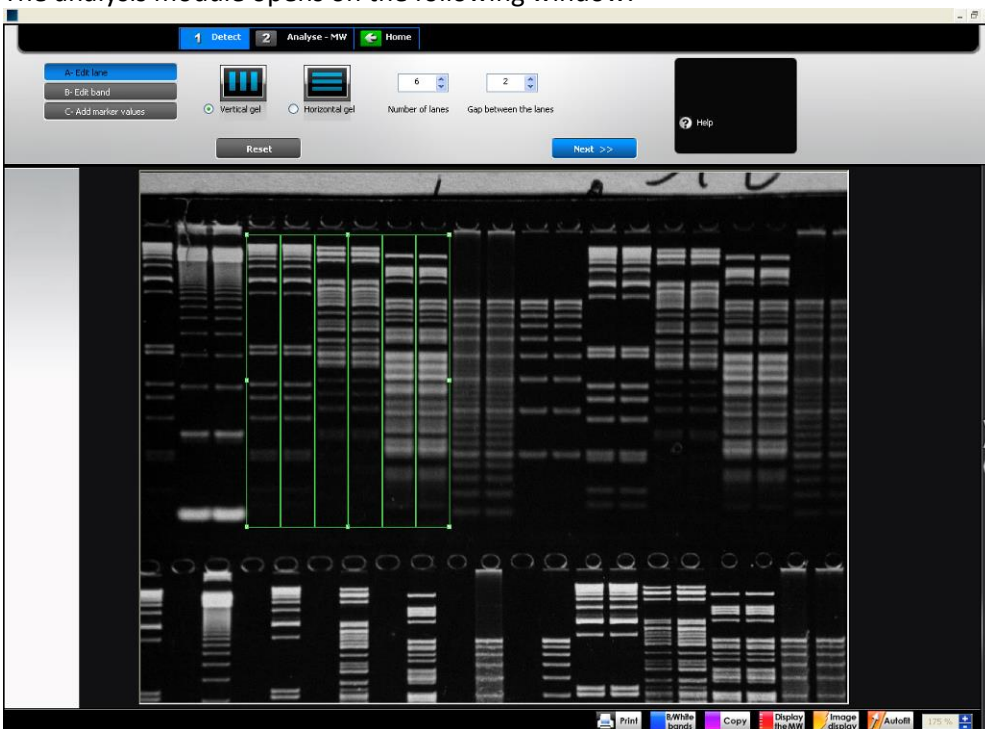 The analysis module opens on the following window:
1 Detect 2 Analyse - MW Home
A- Edit lane
B- Edit band
C- Add marker values
Vertical gel Horizontal gel
6 2
Number of lanes Gap between the lanes
? Help
Reset Next >>
Print B/White bands Copy Display the MW Image display Autofit 175 %